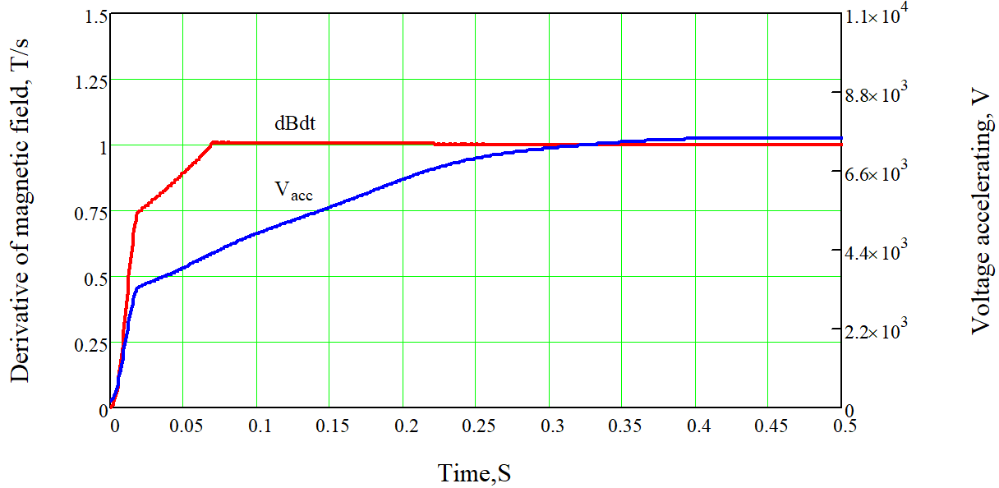 Derivative of magnetic field, T/s
1.5
1.25
1
0.75
0.5
0.25
0
dBdt
V_acc
1.1×10^4
8.8×10^3
6.6×10^3
4.4×10^3
2.2×10^3
0
Voltage accelerating, V
0 0.05 0.1 0.15 0.2 0.25 0.3 0.35 0.4 0.45 0.5
Time,S